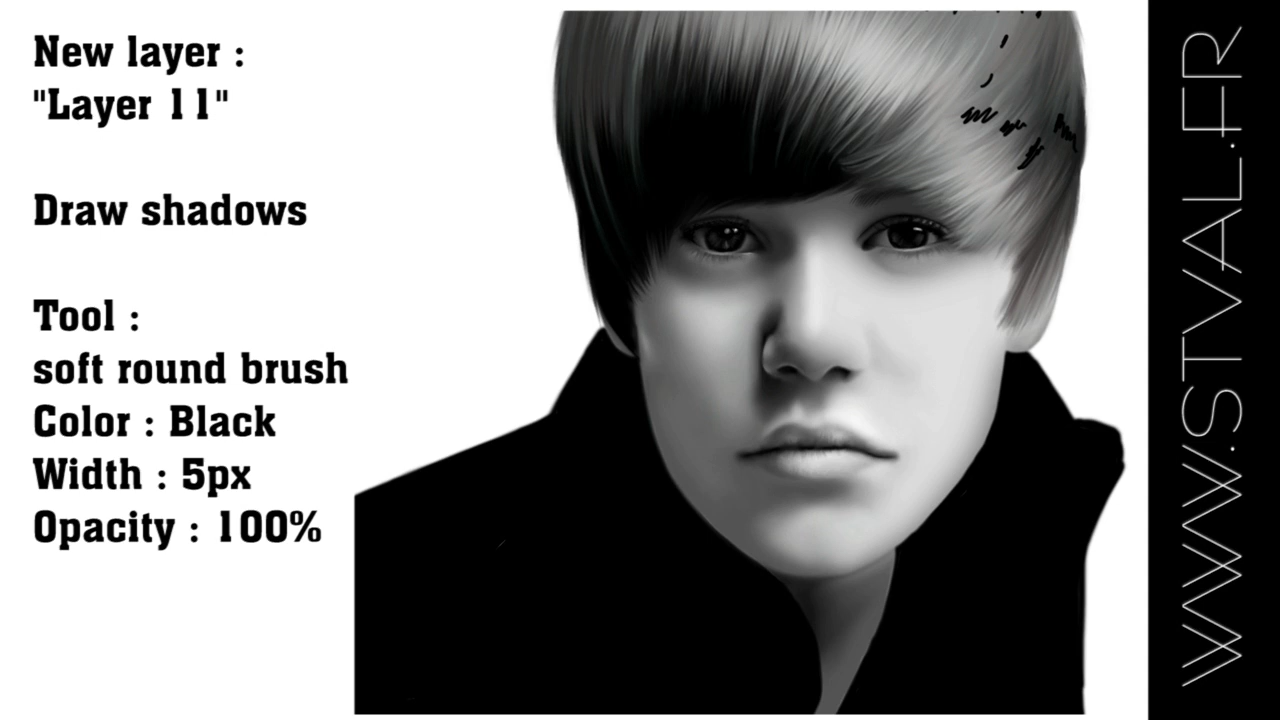 New layer :
"Layer 11"
Draw shadows
Tool :
soft round brush
Color : Black
Width : 5px
Opacity : 100%
WWW.STVAL.FR